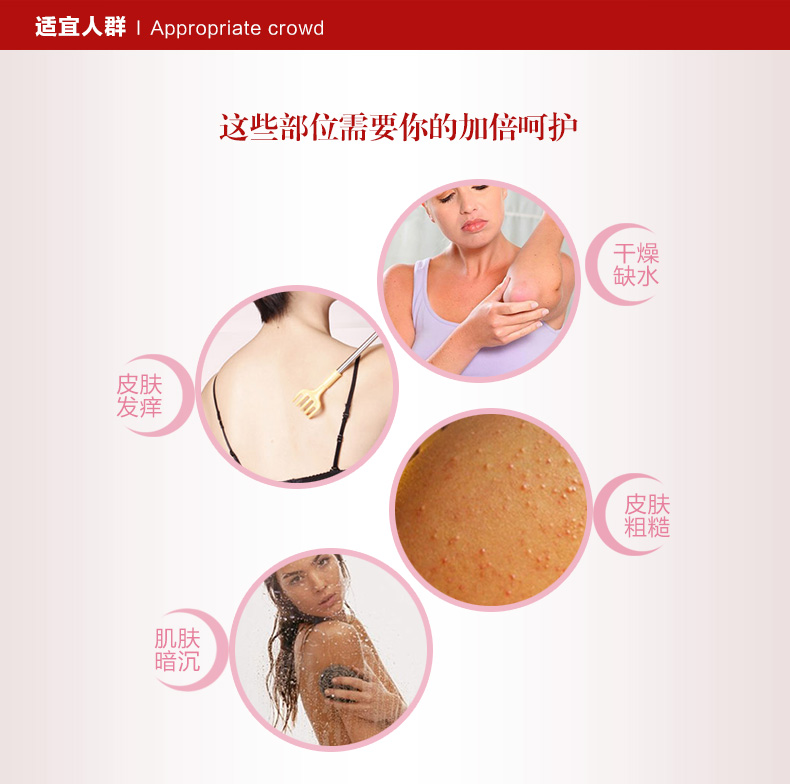 适宜人群 | Appropriate crowd
这些部位需要你的加倍呵护
干燥
缺水
皮肤
发痒
皮肤
粗糙
肌肤
暗沉